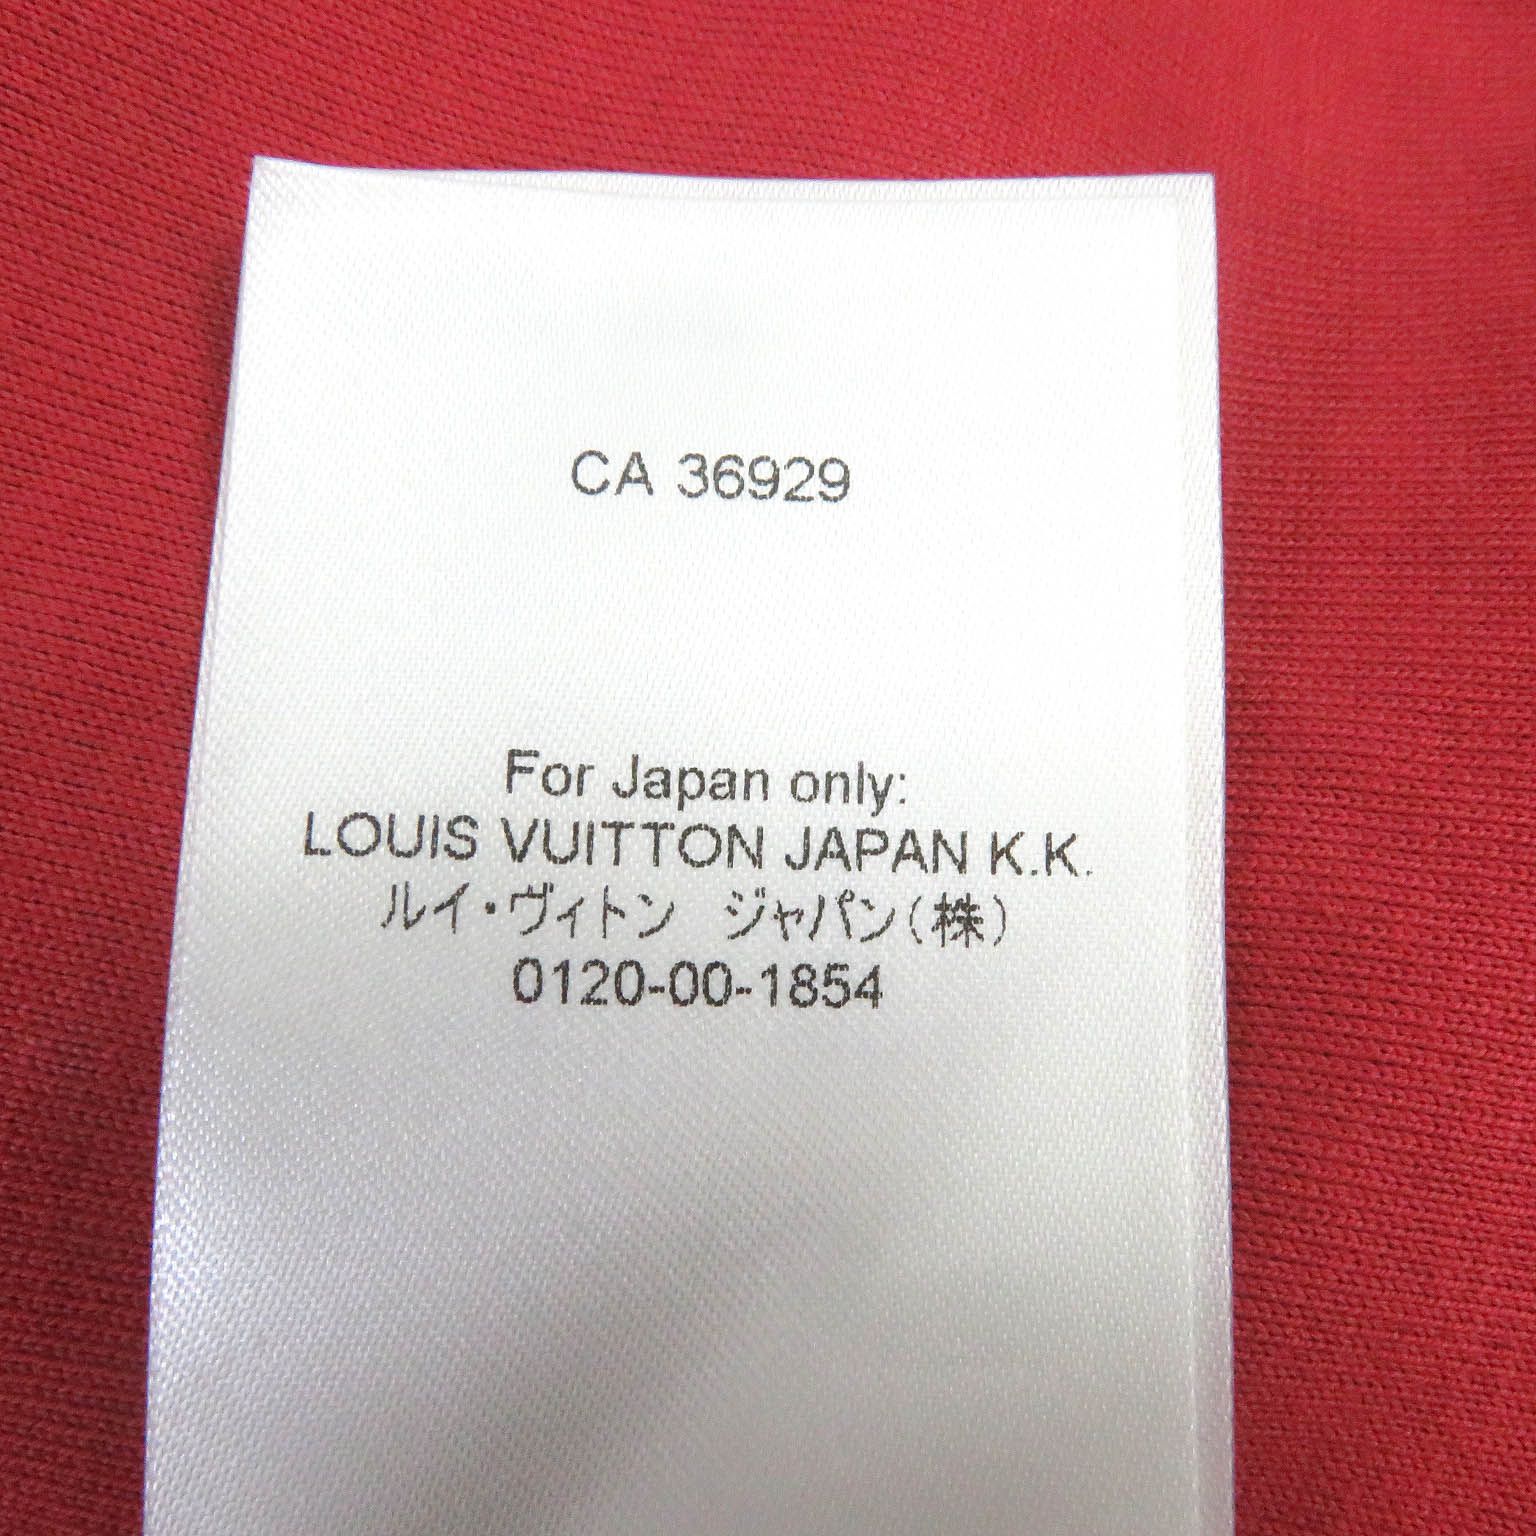 CA 36929
For Japan only:
LOUIS VUITTON JAPAN K.K.
ルイ・ヴィトン　ジャパン(株)
0120-00-1854